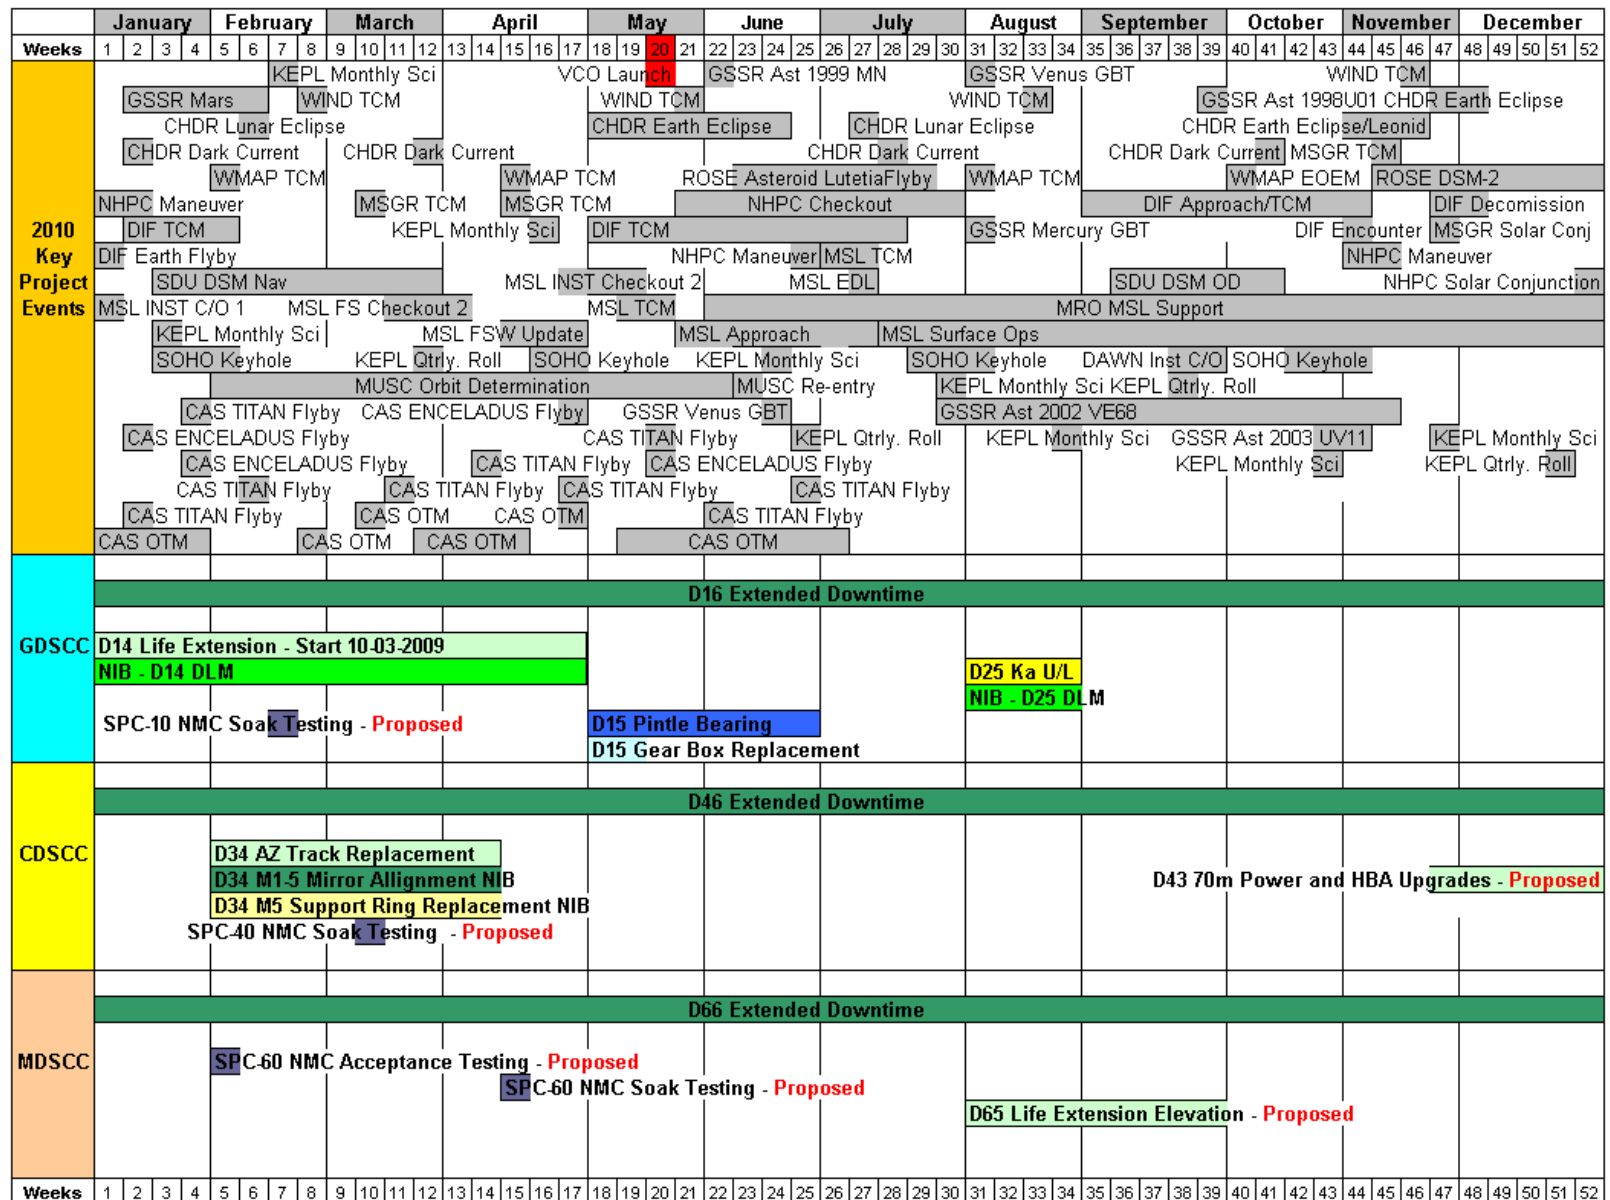 January February March April May June July August September October November December
Weeks 1 2 3 4 5 6 7 8 9 10 11 12 13 14 15 16 17 18 19 20 21 22 23 24 25 26 27 28 29 30 31 32 33 34 35 36 37 38 39 40 41 42 43 44 45 46 47 48 49 50 51 52
2010 Key Project Events
KEPL Monthly Sci VCO Launch GSSR Ast 1999 MN GSSR Venus GBT WIND TCM
GSSR Mars WIND TCM WIND TCM WIND TCM GSSR Ast 1998U01 CHDR Earth Eclipse
CHDR Lunar Eclipse CHDR Earth Eclipse CHDR Lunar Eclipse CHDR Earth Eclipse/Leonid
CHDR Dark Current CHDR Dark Current CHDR Dark Current CHDR Dark Current MSGR TCM
WMAP TCM WMAP TCM ROSE Asteroid LutetiaFlyby WMAP TCM WMAP EOEM ROSE DSM-2
NHPC Maneuver MSGR TCM MSGR TCM NHPC Checkout DIF Approach/TCM DIF Decomission
DIF TCM KEPL Monthly Sci DIF TCM GSSR Mercury GBT DIF Encounter MSGR Solar Conj
DIF Earth Flyby NHPC Maneuver MSL TCM NHPC Maneuver
SDU DSM Nav MSL INST Checkout 2 MSL EDL SDU DSM OD NHPC Solar Conjunction
MSL INST C/O 1 MSL FS Checkout 2 MSL TCM MRO MSL Support
KEPL Monthly Sci MSL FSW Update MSL Approach MSL Surface Ops
SOHO Keyhole KEPL Qtrly. Roll SOHO Keyhole KEPL Monthly Sci SOHO Keyhole DAWN Inst C/O SOHO Keyhole
MUSC Orbit Determination MUSC Re-entry KEPL Monthly Sci KEPL Qtrly. Roll
CAS TITAN Flyby CAS ENCELADUS Flyby GSSR Venus GBT GSSR Ast 2002 VE68
CAS ENCELADUS Flyby CAS TITAN Flyby KEPL Qtrly. Roll KEPL Monthly Sci GSSR Ast 2003 UV11 KEPL Monthly Sci
CAS ENCELADUS Flyby CAS TITAN Flyby CAS ENCELADUS Flyby KEPL Monthly Sci KEPL Qtrly. Roll
CAS TITAN Flyby CAS TITAN Flyby CAS TITAN Flyby CAS TITAN Flyby
CAS TITAN Flyby CAS OTM CAS OTM CAS TITAN Flyby
CAS OTM CAS OTM CAS OTM CAS OTM
GDSCC
D16 Extended Downtime
D14 Life Extension - Start 10-03-2009
NIB - D14 DLM D25 Ka U/L
NIB - D25 DLM
SPC-10 NMC Soak Testing - Proposed D15 Pintle Bearing
D15 Gear Box Replacement
CDSCC
D46 Extended Downtime
D34 AZ Track Replacement
D34 M1-5 Mirror Allignment NIB D43 70m Power and HBA Upgrades - Proposed
D34 M5 Support Ring Replacement NIB
SPC-40 NMC Soak Testing - Proposed
MDSCC
D66 Extended Downtime
SPC-60 NMC Acceptance Testing - Proposed
SPC-60 NMC Soak Testing - Proposed
D65 Life Extension Elevation - Proposed
Weeks 1 2 3 4 5 6 7 8 9 10 11 12 13 14 15 16 17 18 19 20 21 22 23 24 25 26 27 28 29 30 31 32 33 34 35 36 37 38 39 40 41 42 43 44 45 46 47 48 49 50 51 52